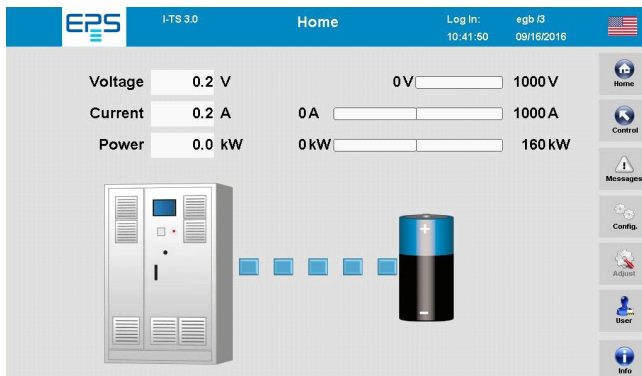 EPS I-TS 3.0 Home Log In: egb /3
10:41:50 09/16/2016
Voltage 0.2 V 0 V 1000 V
Current 0.2 A 0 A 1000 A
Power 0.0 kW 0 kW 160 kW
+
-
Home
Control
Messages
Config.
Adjust
User
Info